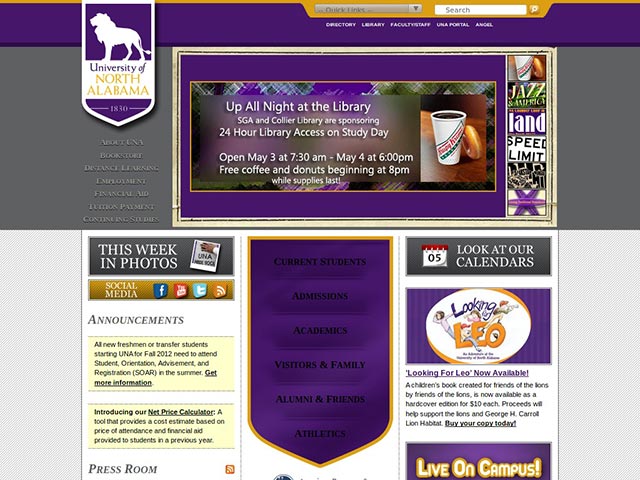 -- Quick Links --
Search
DIRECTORY LIBRARY FACULTY/STAFF UNA PORTAL ANGEL
University of
NORTH
ALABAMA
1830
About UNA
Bookstore
Distance Learning
Employment
Financial Aid
Tuition Payment
Continuing Studies
Up All Night at the Library
SGA and Collier Library are sponsoring
24 Hour Library Access on Study Day
Open May 3 at 7:30 am - May 4 at 6:00pm
Free coffee and donuts beginning at 8pm
while supplies last!
JAZZ
& AMERICA
land
SPEED
LIMIT
THIS WEEK
IN PHOTOS
UNA
SOCIAL
MEDIA
Announcements
All new freshmen or transfer students
starting UNA for Fall 2012 need to attend
Student, Orientation, Advisement, and
Registration (SOAR) in the summer. Get
more information.
Introducing our Net Price Calculator: A
tool that provides a cost estimate based on
price of attendance and financial aid
provided to students in a previous year.
Press Room
Current Students
Admissions
Academics
Visitors & Family
Alumni & Friends
Athletics
05
LOOK AT OUR
CALENDARS
Looking
for
LEO
An Adventure at the
University of North Alabama
'Looking For Leo' Now Available!
A children's book created for friends of the lions
by friends of the lions, is now available as a
hardcover edition for $10 each. Proceeds will
help support the lions and George H. Carroll
Lion Habitat. Buy your copy today!
Live On Campus!